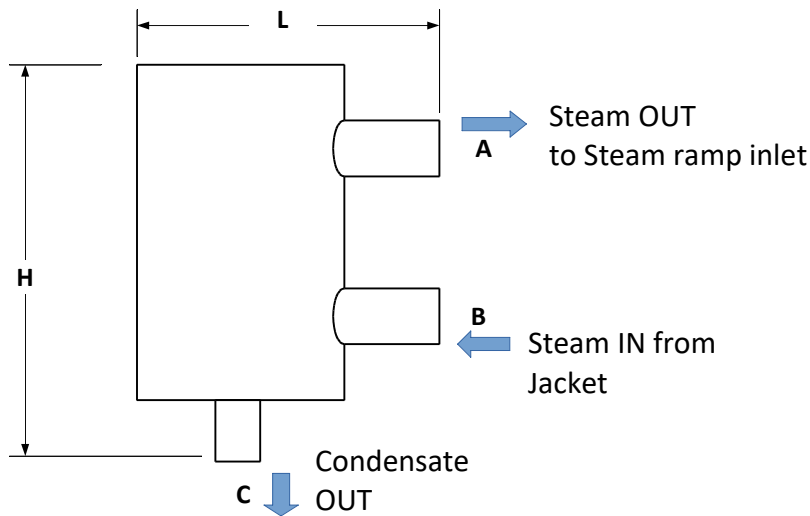 L
Steam OUT
A
to Steam ramp inlet
H
B
Steam IN from
Jacket
Condensate
C
OUT